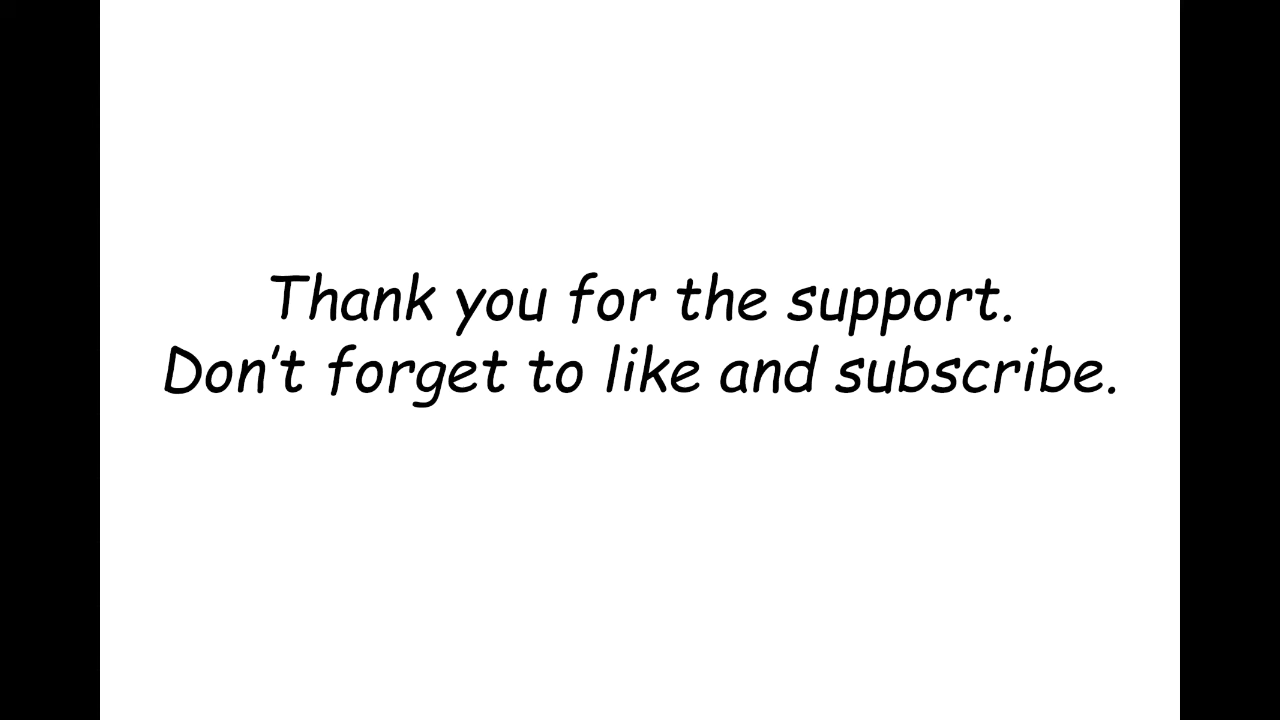 Thank you for the support.
Don’t forget to like and subscribe.